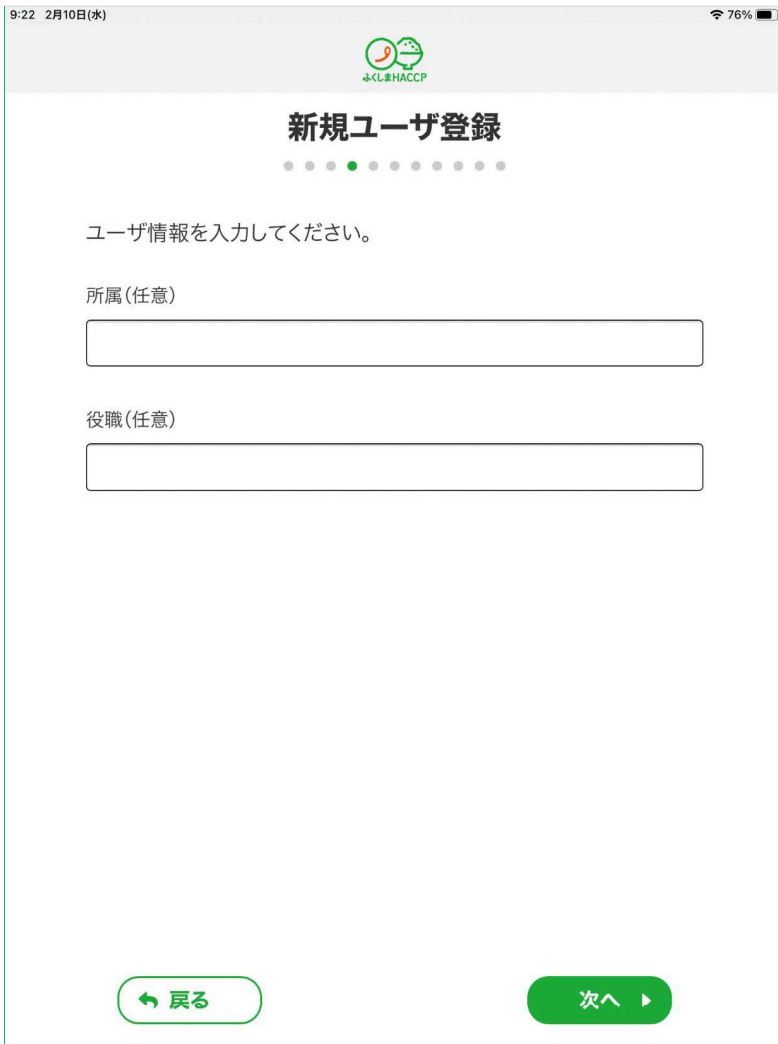 9:22 2月10日(水) 76%
ふくしまHACCP
新規ユーザ登録
ユーザ情報を入力してください。
所属(任意)
役職(任意)
戻る 次へ